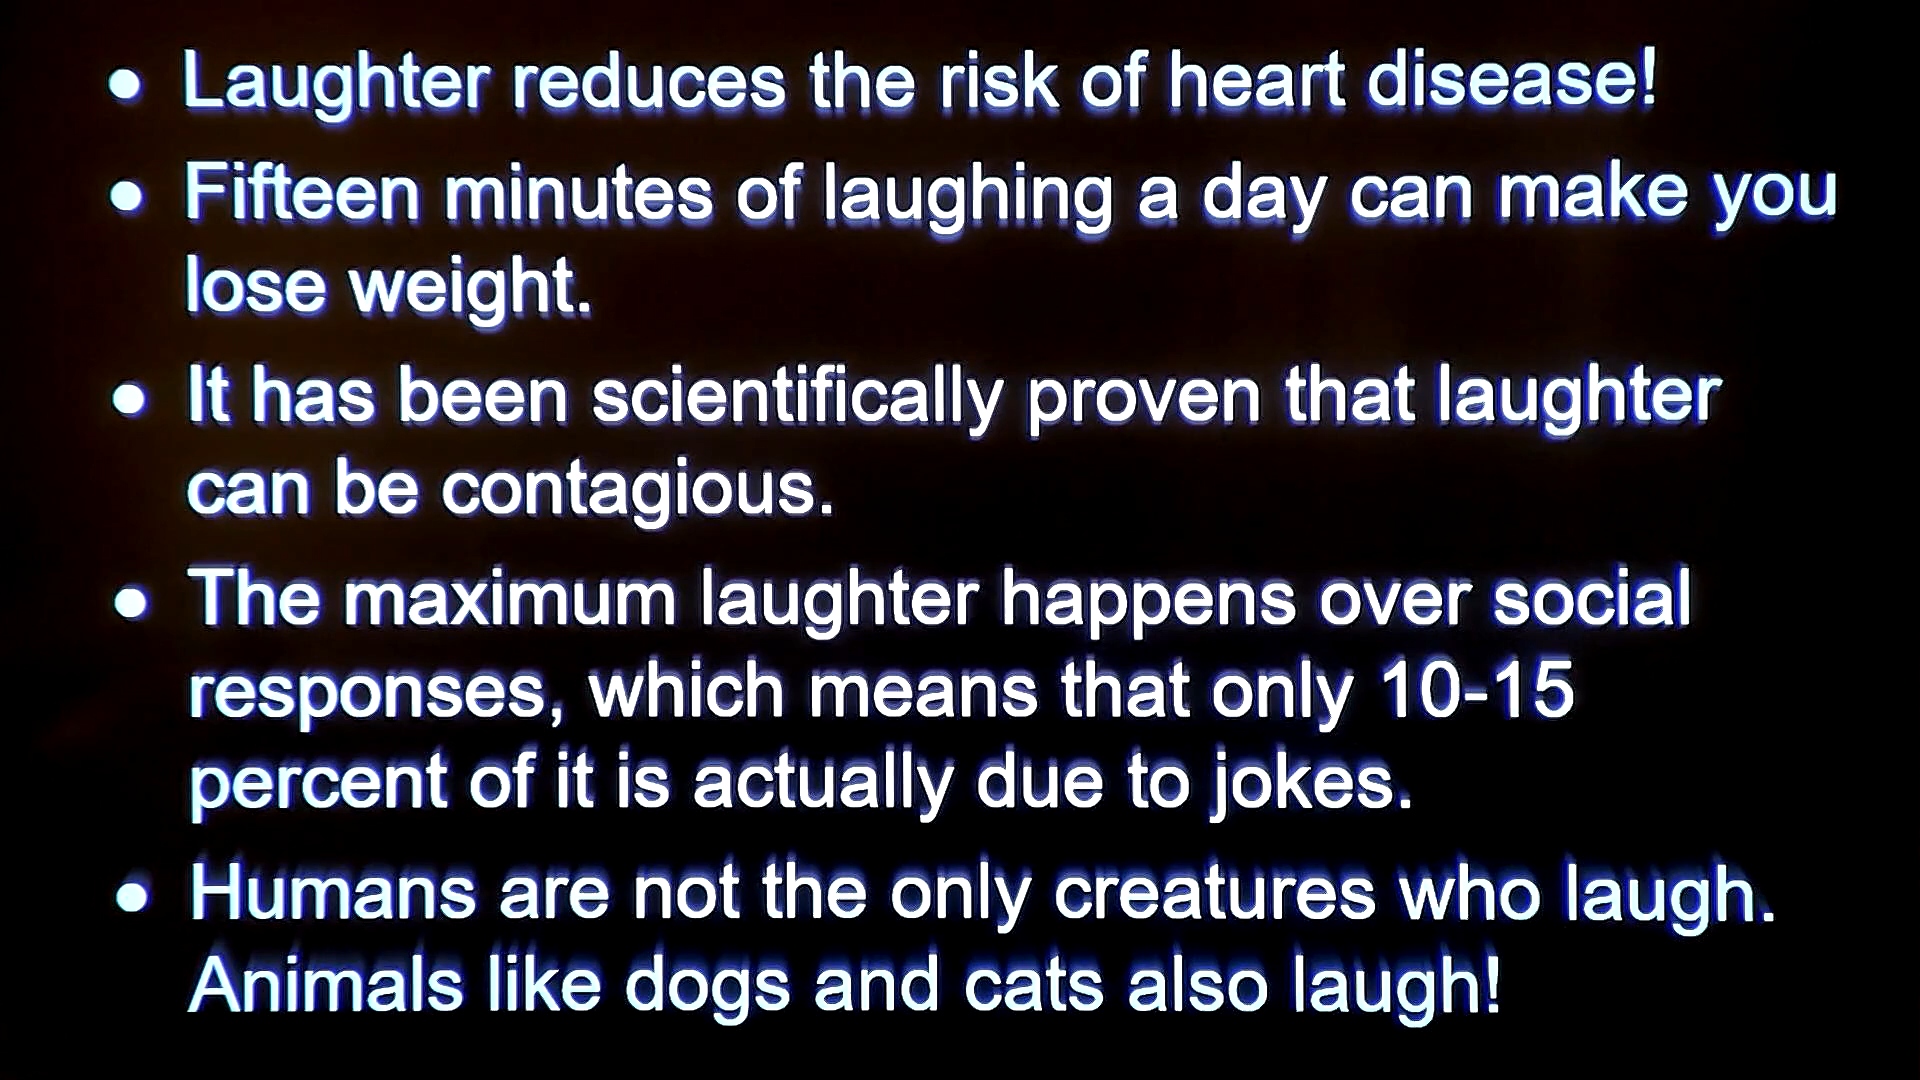 • Laughter reduces the risk of heart disease!
• Fifteen minutes of laughing a day can make you
lose weight.
• It has been scientifically proven that laughter
can be contagious.
• The maximum laughter happens over social
responses, which means that only 10-15
percent of it is actually due to jokes.
• Humans are not the only creatures who laugh.
Animals like dogs and cats also laugh!